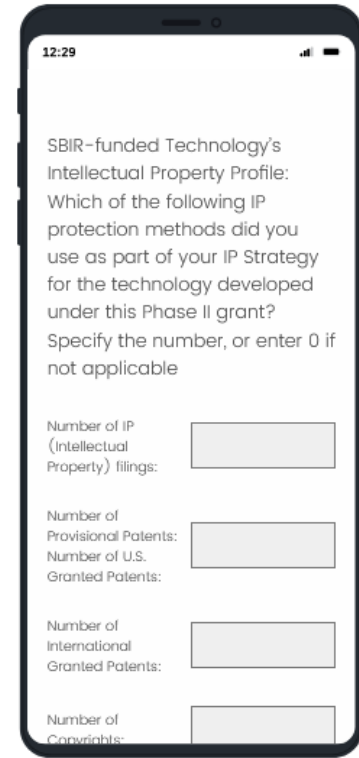 12:29
SBIR-funded Technology's
Intellectual Property Profile:
Which of the following IP
protection methods did you
use as part of your IP Strategy
for the technology developed
under this Phase II grant?
Specify the number, or enter 0 if
not applicable
Number of IP
(Intellectual
Property) filings:
Number of
Provisional Patents:
Number of U.S.
Granted Patents:
Number of
International
Granted Patents:
Number of
Copyrights: